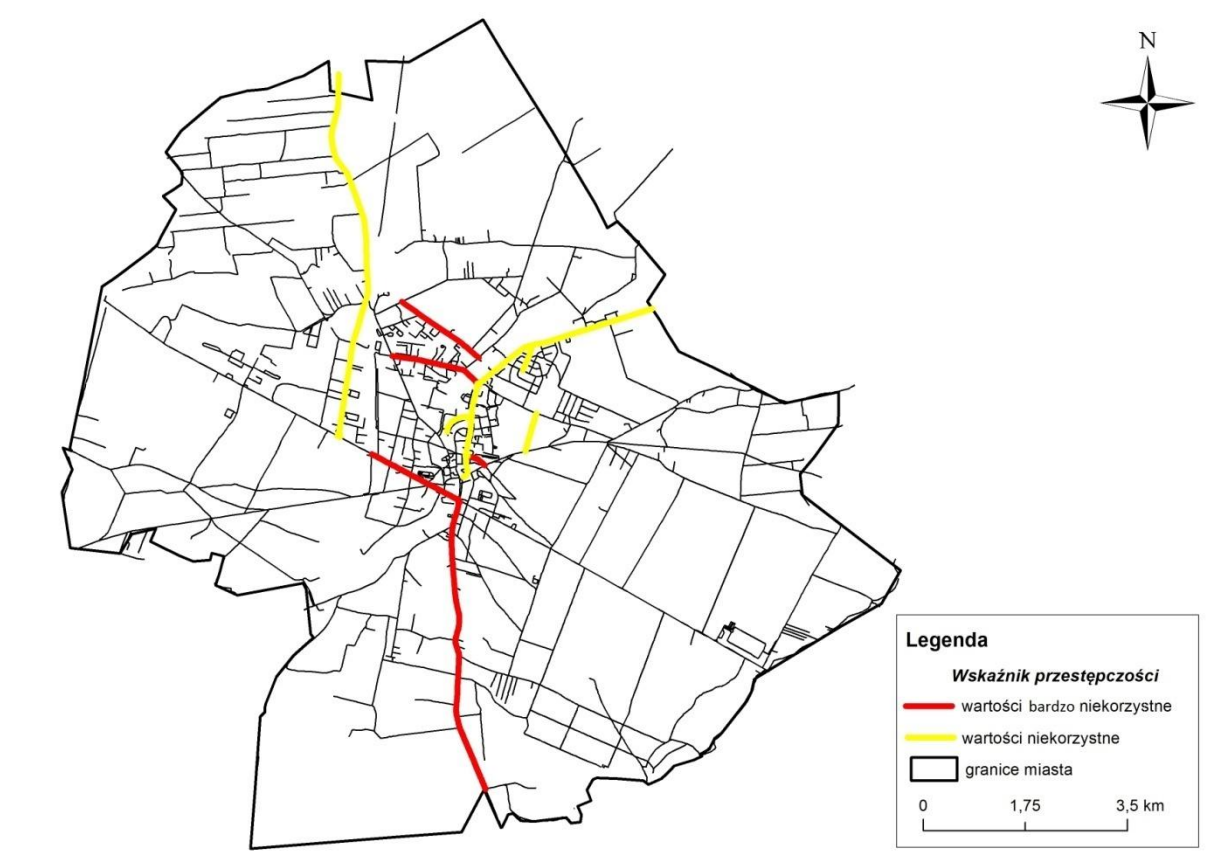 N
Legenda
Wskaźnik przestępczości
wartości bardzo niekorzystne
wartości niekorzystne
granice miasta
0 1,75 3,5 km